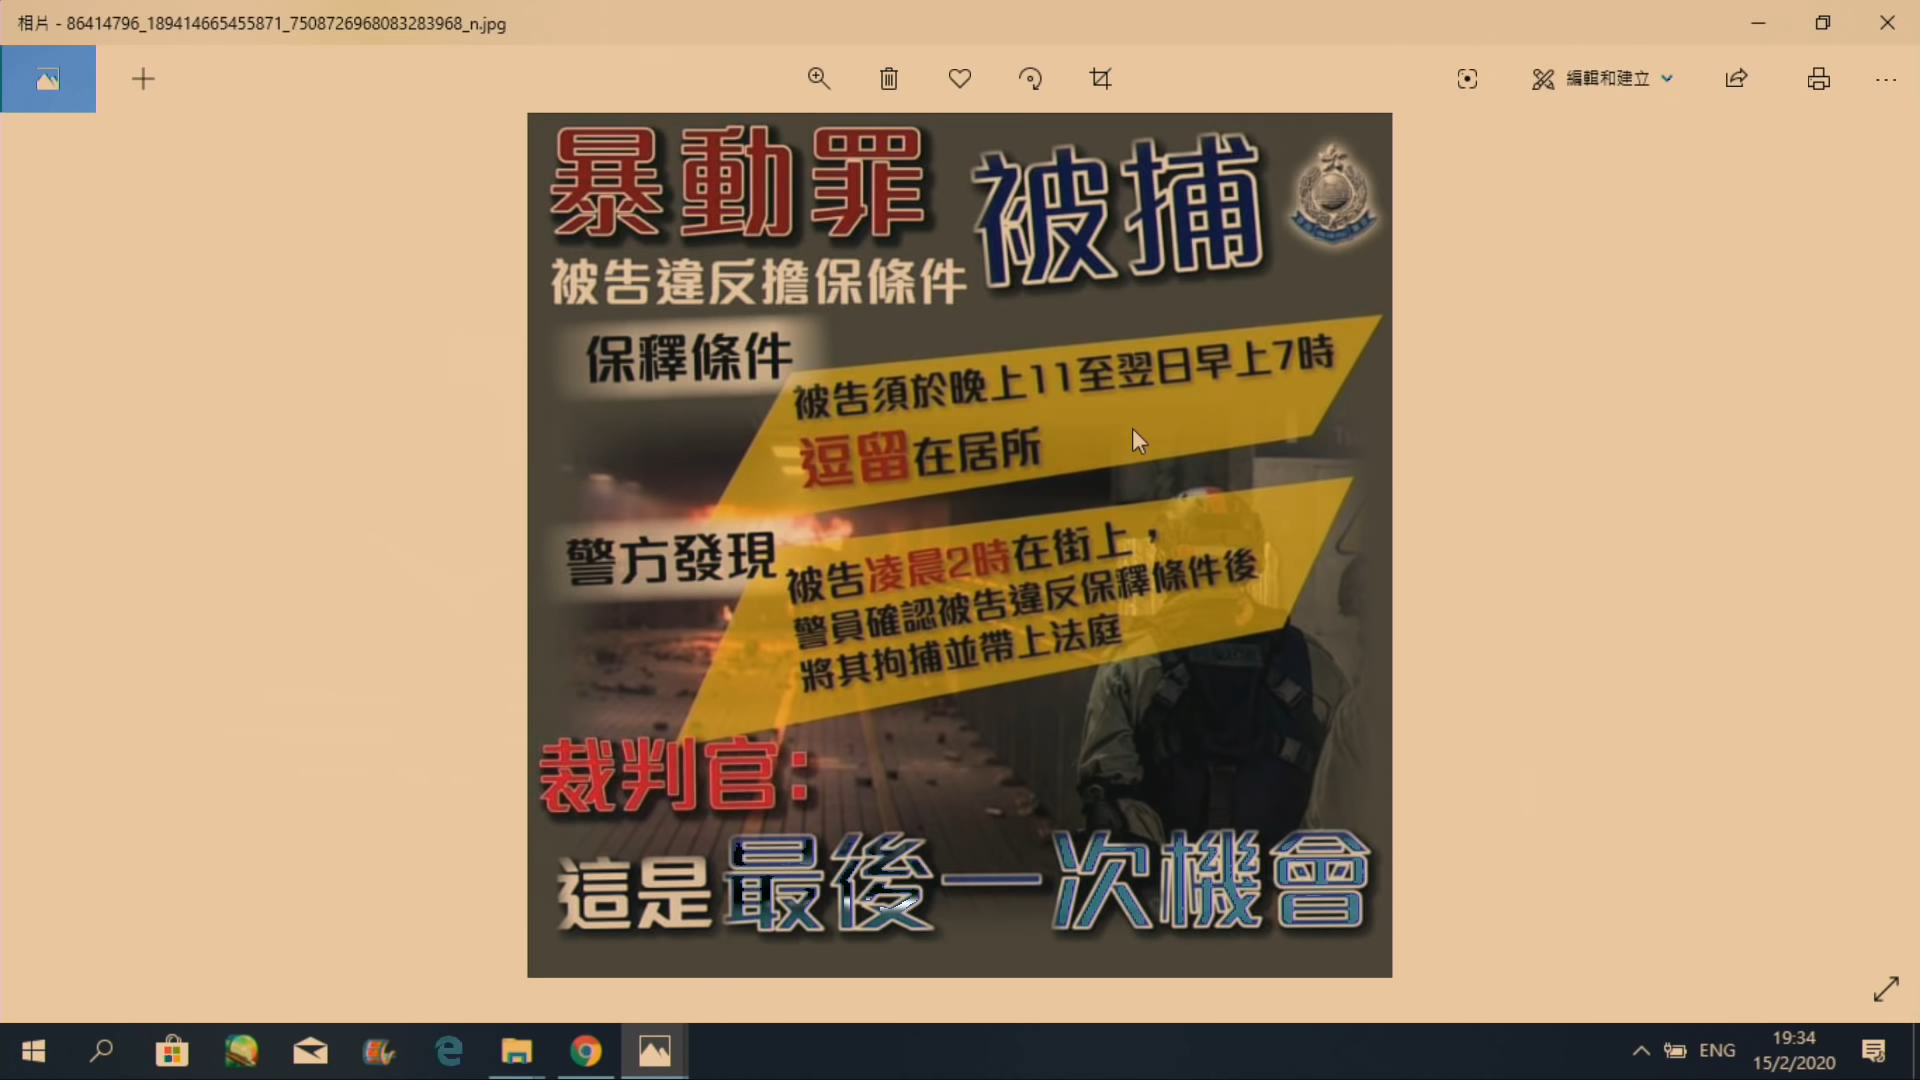 相片 - 86414796_189414665455871_7508726968083283968_n.jpg
編輯和建立
暴動罪 被捕
被告違反擔保條件
保釋條件
被告須於晚上11至翌日早上7時
逗留在居所
警方發現
被告凌晨2時在街上，
警員確認被告違反保釋條件後
將其拘捕並帶上法庭
裁判官:
這是最後一次機會
ENG
19:34
15/2/2020